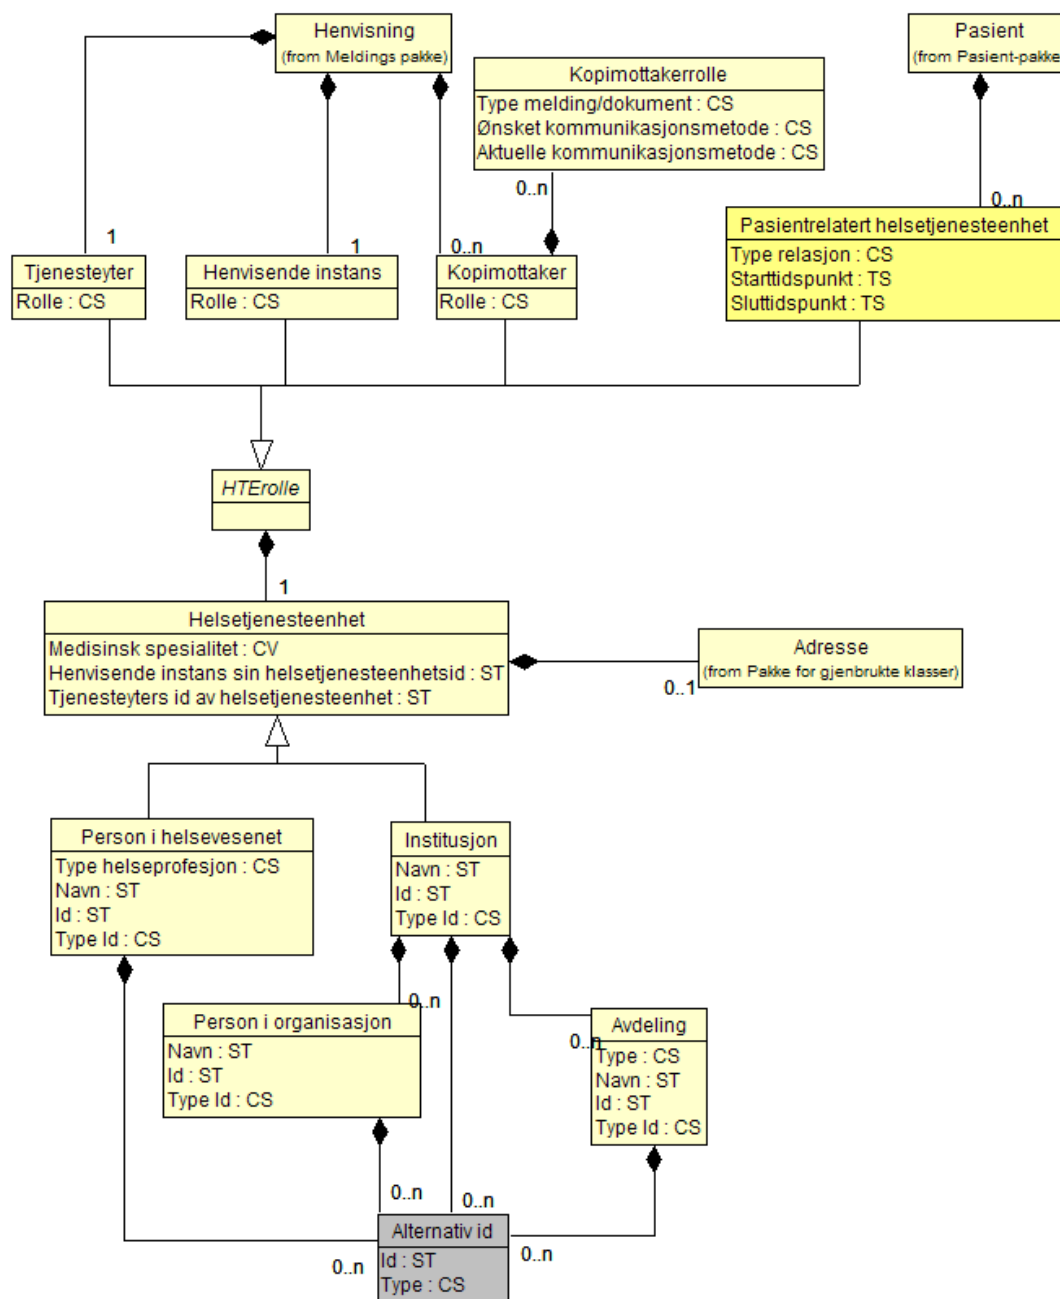 Henvisning
(from Meldings pakke)
Pasient
(from Pasient-pakke
Kopimottakerrolle
Type melding/dokument : CS
Ønsket kommunikasjonsmetode : CS
Aktuelle kommunikasjonsmetode : CS
0..n
0..n
1
1
0..n
Tjenesteyter
Rolle : CS
Henvisende instans
Rolle : CS
Kopimottaker
Rolle : CS
Pasientrelatert helsetjenesteenhet
Type relasjon : CS
Starttidspunkt : TS
Sluttidspunkt : TS
HTErolle
1
Helsetjenesteenhet
Medisinsk spesialitet : CV
Henvisende instans sin helsetjenesteenhetsid : ST
Tjenesteyters id av helsetjenesteenhet : ST
Adresse
(from Pakke for gjenbrukte klasser)
0..1
Person i helsevesenet
Type helseprofesjon : CS
Navn : ST
Id : ST
Type Id : CS
Institusjon
Navn : ST
Id : ST
Type Id : CS
0..n
Person i organisasjon
Navn : ST
Id : ST
Type Id : CS
0..n
Avdeling
Type : CS
Navn : ST
Id : ST
Type Id : CS
0..n
0..n
0..n
0..n
Alternativ id
Id : ST
Type : CS